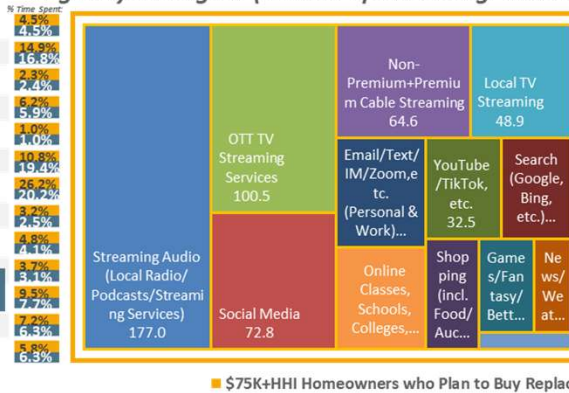 % Time Spent:
4.5%
4.5%
14.9%
16.8%
2.3%
2.4%
6.2%
5.9%
1.0%
1.0%
10.8%
19.4%
26.2%
20.2%
3.2%
2.5%
4.8%
4.1%
3.7%
3.1%
9.5%
7.7%
7.2%
6.3%
5.8%
6.3%
Streaming Audio
(Local Radio/
Podcasts/Streami
ng Services)
177.0
OTT TV
Streaming
Services
100.5
Social Media
72.8
Non-
Premium+Premiu
m Cable Streaming
64.6
Local TV
Streaming
48.9
Email/Text/
IM/Zoom,e
tc.
(Personal &
Work)...
YouTube
/TikTok,
etc.
32.5
Search
(Google,
Bing,
etc.)...
Online
Classes,
Schools,
Colleges,...
Shop
ping
(incl.
Food/
Auc...
Game
s/Fan
tasy/
Bett...
Ne
ws/
We
at...
$75K+HHI Homeowners who Plan to Buy Replac